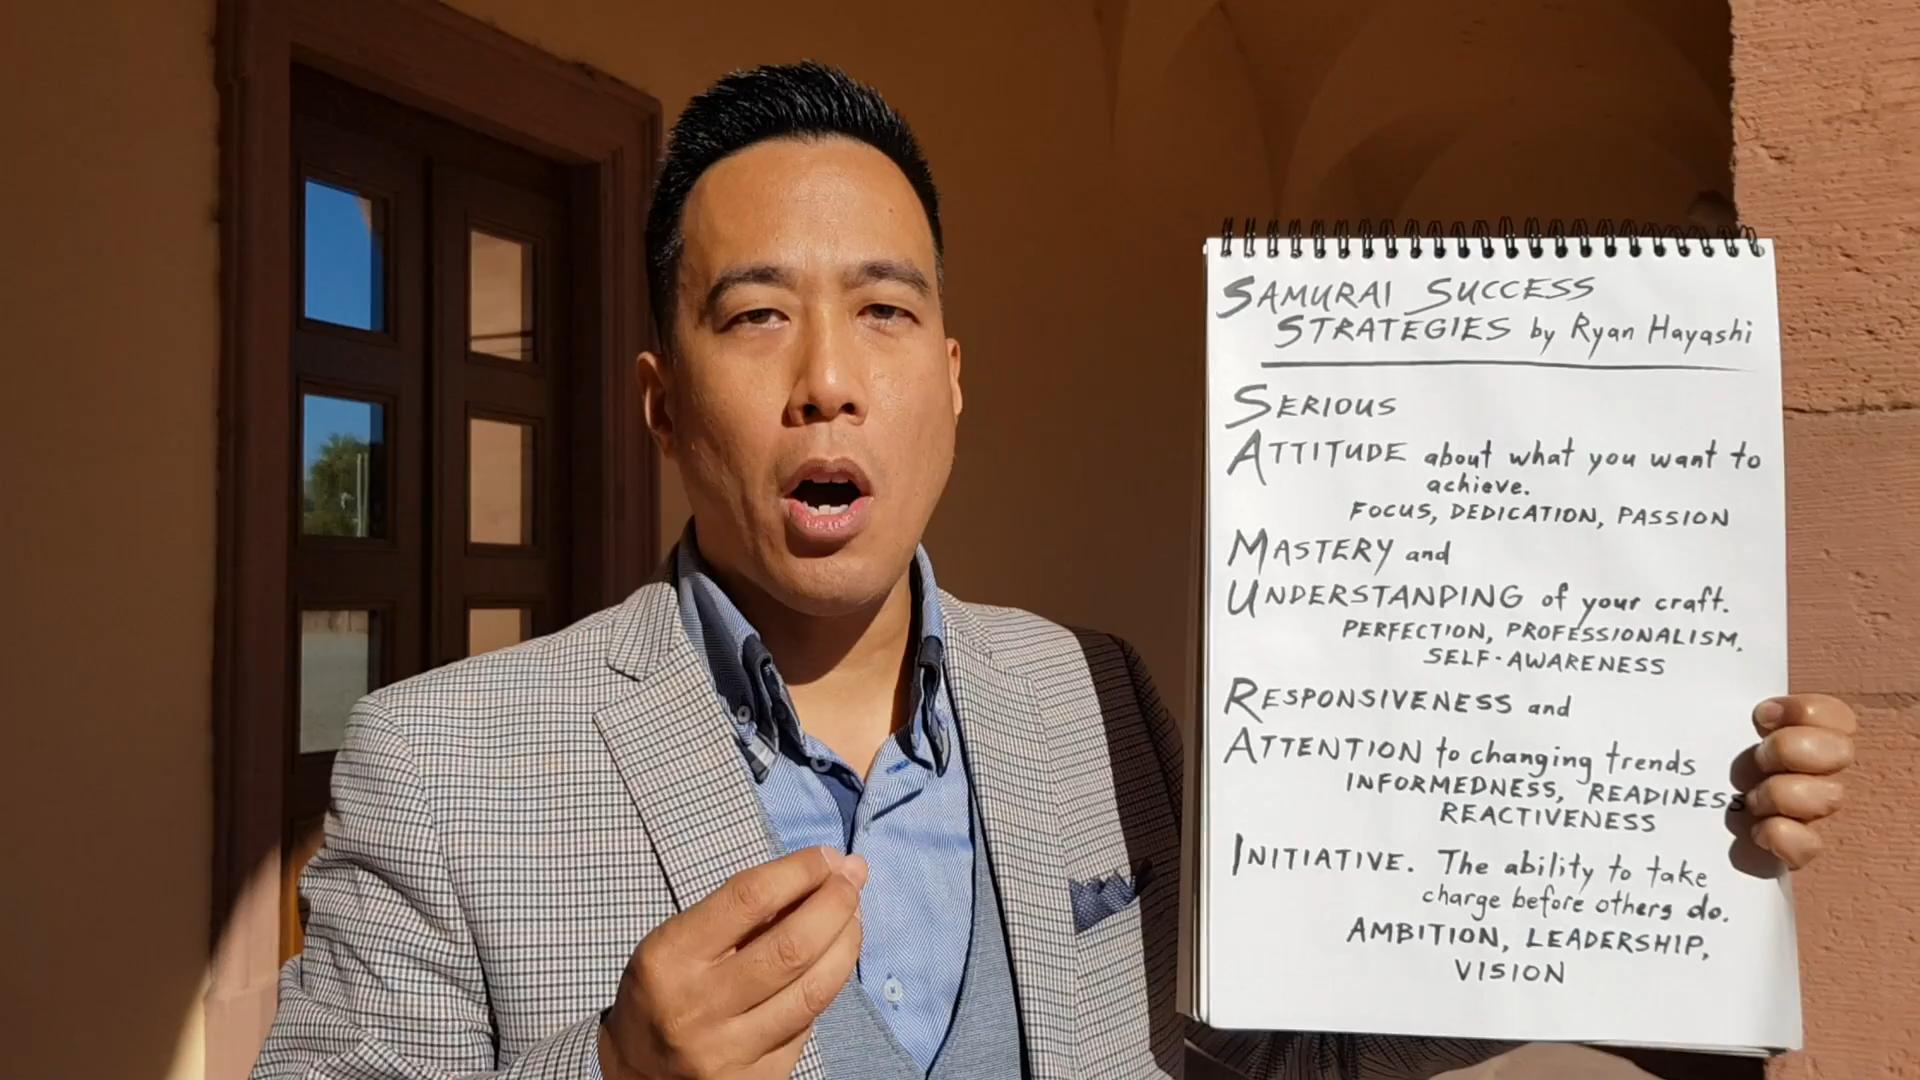 SAMURAI SUCCESS
STRATEGIES by Ryan Hayashi
SERIOUS
ATTITUDE about what you want to
achieve.
FOCUS, DEDICATION, PASSION
MASTERY and
UNDERSTANDING of your craft.
PERFECTION, PROFESSIONALISM,
SELF-AWARENESS
RESPONSIVENESS and
ATTENTION to changing trends
INFORMEDNESS, READINESS
REACTIVENESS
INITIATIVE. The ability to take
charge before others do.
AMBITION, LEADERSHIP,
VISION